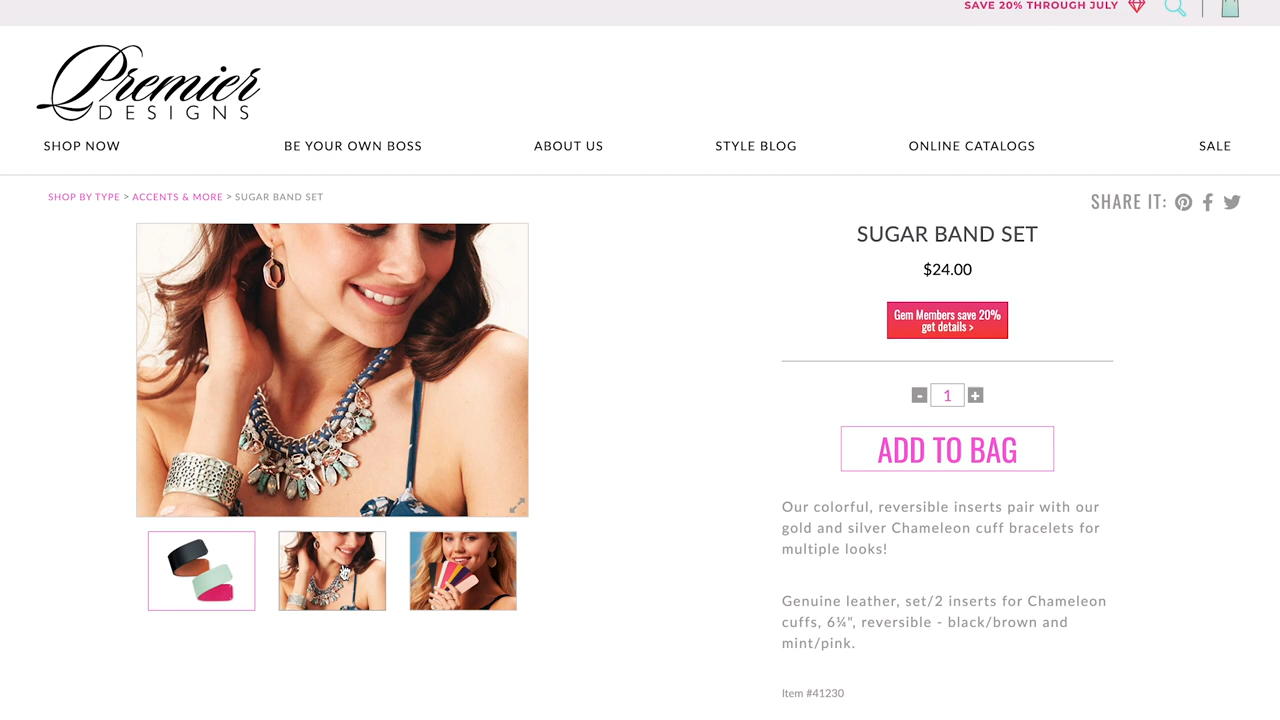 SAVE 20% THROUGH JULY
Premier
DESIGNS
SHOP NOW
BE YOUR OWN BOSS
ABOUT US
STYLE BLOG
ONLINE CATALOGS
SALE
SHOP BY TYPE > ACCENTS & MORE > SUGAR BAND SET
SHARE IT:
SUGAR BAND SET
$24.00
Gem Members save 20%
get details >
- 1 +
ADD TO BAG
Our colorful, reversible inserts pair with our
gold and silver Chameleon cuff bracelets for
multiple looks!
Genuine leather, set/2 inserts for Chameleon
cuffs, 6¼", reversible - black/brown and
mint/pink.
Item #41230